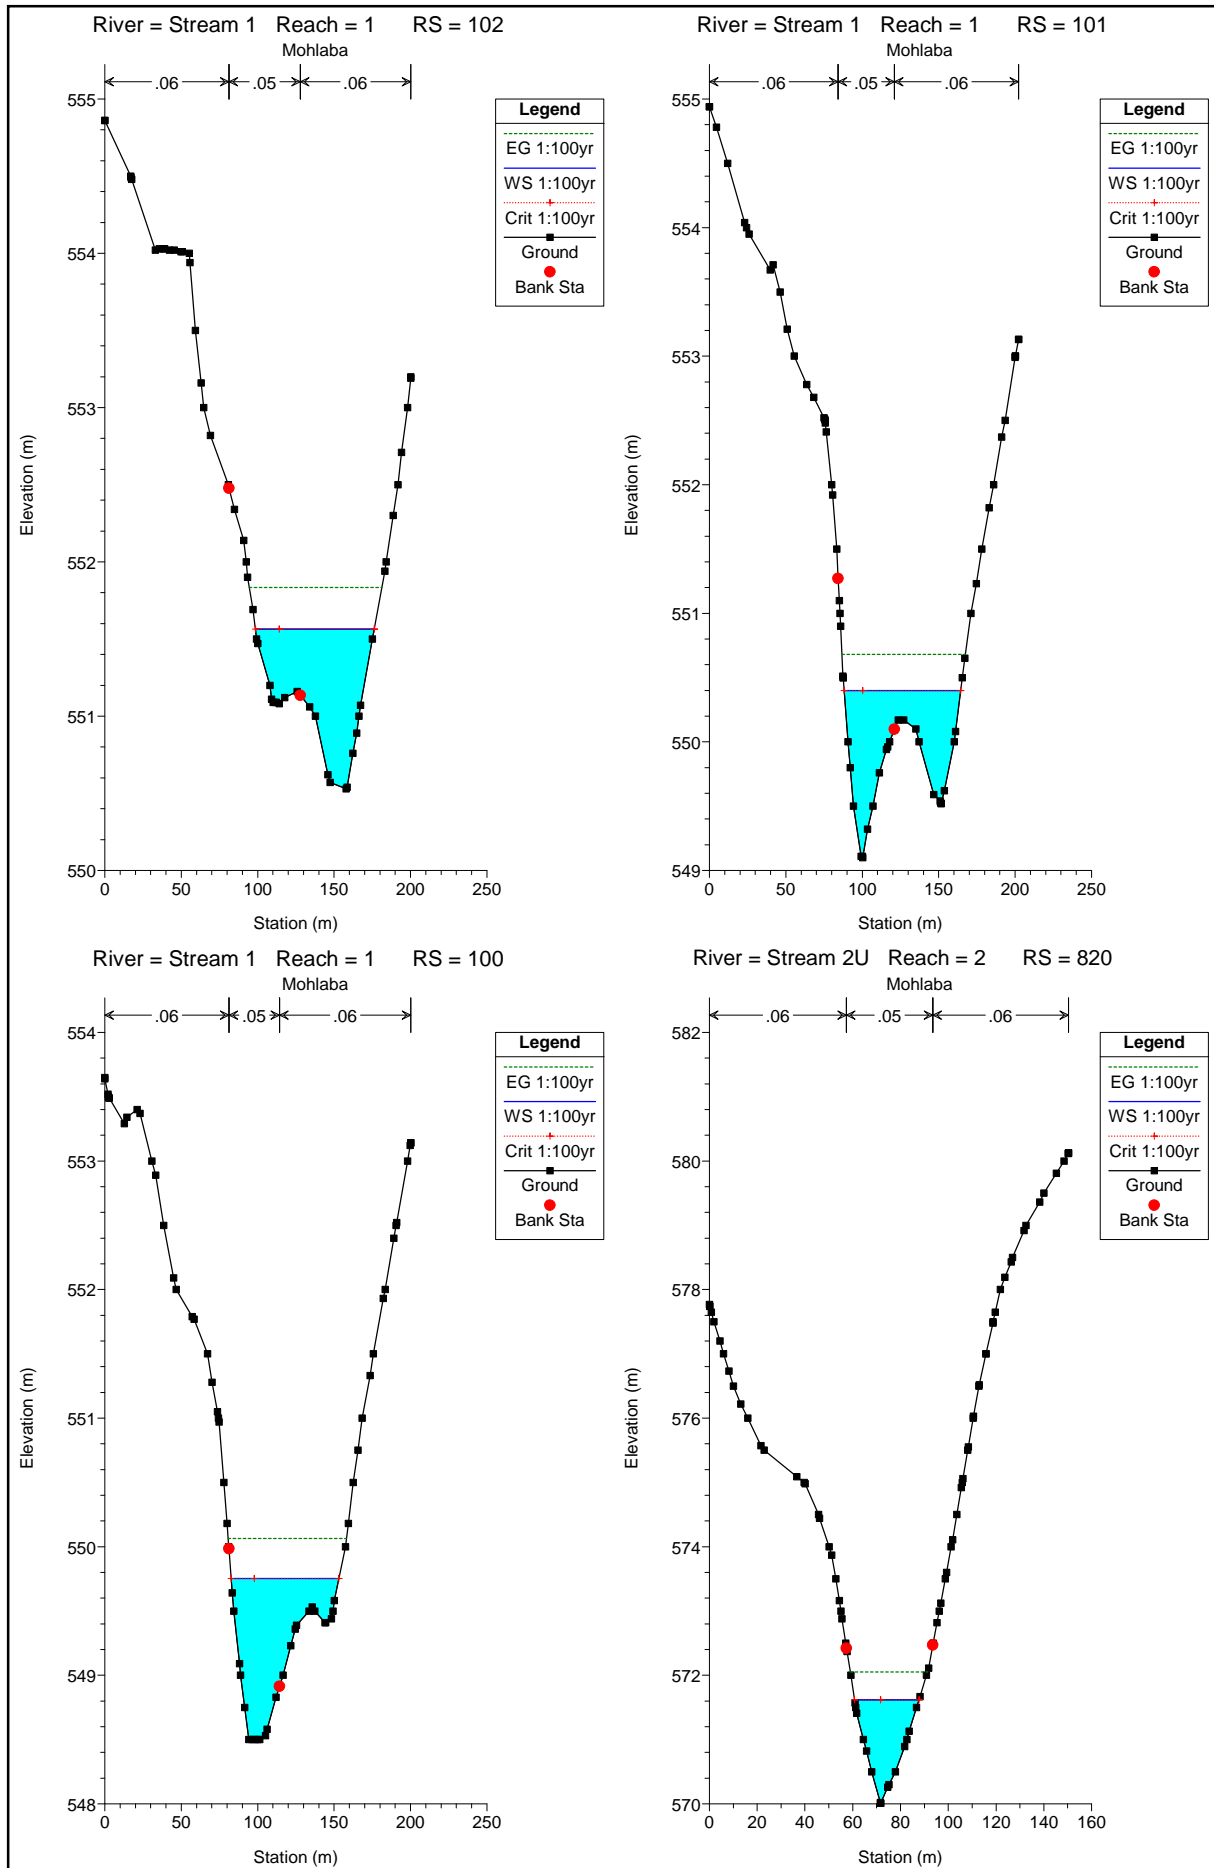 River = Stream 1 Reach = 1 RS = 102
Mohlaba
.06 .05 .06
555
554
553
552
551
550
Elevation (m)
0 50 100 150 200 250
Station (m)
Legend
EG 1:100yr
WS 1:100yr
Crit 1:100yr
Ground
Bank Sta
River = Stream 1 Reach = 1 RS = 101
Mohlaba
.06 .05 .06
555
554
553
552
551
550
549
Elevation (m)
0 50 100 150 200 250
Station (m)
Legend
EG 1:100yr
WS 1:100yr
Crit 1:100yr
Ground
Bank Sta
River = Stream 1 Reach = 1 RS = 100
Mohlaba
.06 .05 .06
554
553
552
551
550
549
548
Elevation (m)
0 50 100 150 200 250
Station (m)
Legend
EG 1:100yr
WS 1:100yr
Crit 1:100yr
Ground
Bank Sta
River = Stream 2U Reach = 2 RS = 820
Mohlaba
.06 .05 .06
582
580
578
576
574
572
570
Elevation (m)
0 20 40 60 80 100 120 140 160
Station (m)
Legend
EG 1:100yr
WS 1:100yr
Crit 1:100yr
Ground
Bank Sta